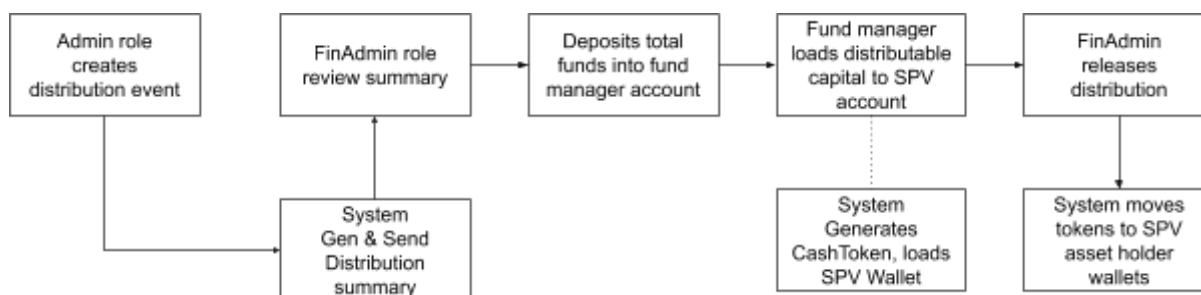 Admin role
creates
distribution event
FinAdmin role
review summary
Deposits total
funds into fund
manager account
Fund manager
loads distributable
capital to SPV
account
FinAdmin
releases
distribution
System
Gen & Send
Distribution
summary
System
Generates
CashToken, loads
SPV Wallet
System moves
tokens to SPV
asset holder
wallets